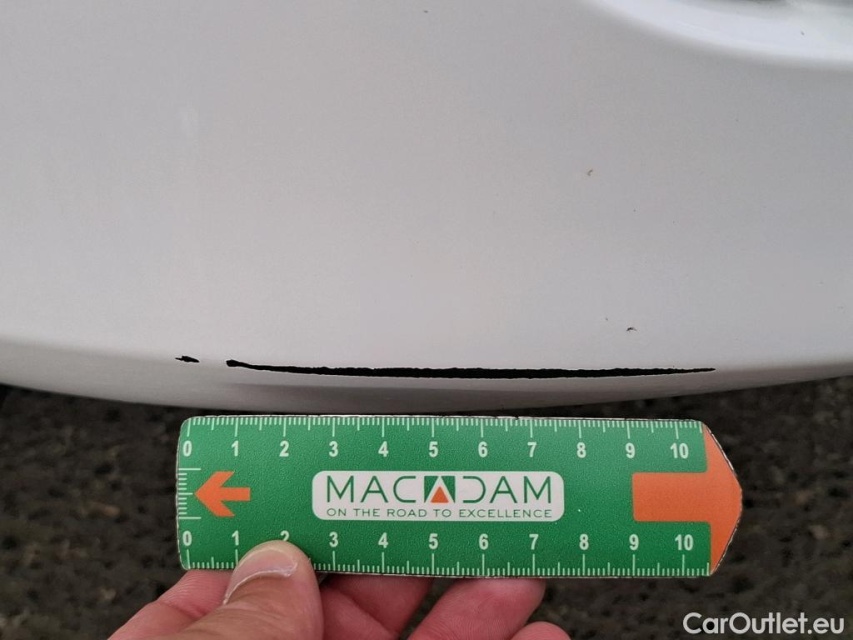 0 1 2 3 4 5 6 7 8 9 10
MACADAM
ON THE ROAD TO EXCELLENCE
0 1 2 3 4 5 6 7 8 9 10
CarOutlet.eu